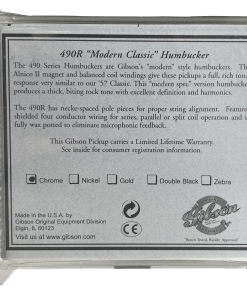 490R "Modern Classic" Humbucker
The 490 Series Humbuckers are Gibson's "modern" style humbuckers. Th
Alnico II magnet and balanced coil windings give these pickups a full, rich ton
response very similar to our '57 Classic. This "modern spec" version humbucker
produces a thick, biting rock tone with excellent definition and harmonics.
The 490R has necke-spaced pole pieces for proper string alignment. Featur
shielded four conductor wiring for series, parallel or split coil operation and i
fully wax potted to eliminate microphonic feedback.
This Gibson Pickup carries a Limited Lifetime Warranty.
See inside for consumer registration information.
Chrome Nickel Gold Double Black Zebra
Made in the U.S.A. by
Gibson Original Equipment Division
Elgin, IL 60123
Visit us at www.gibson.com
Gibson